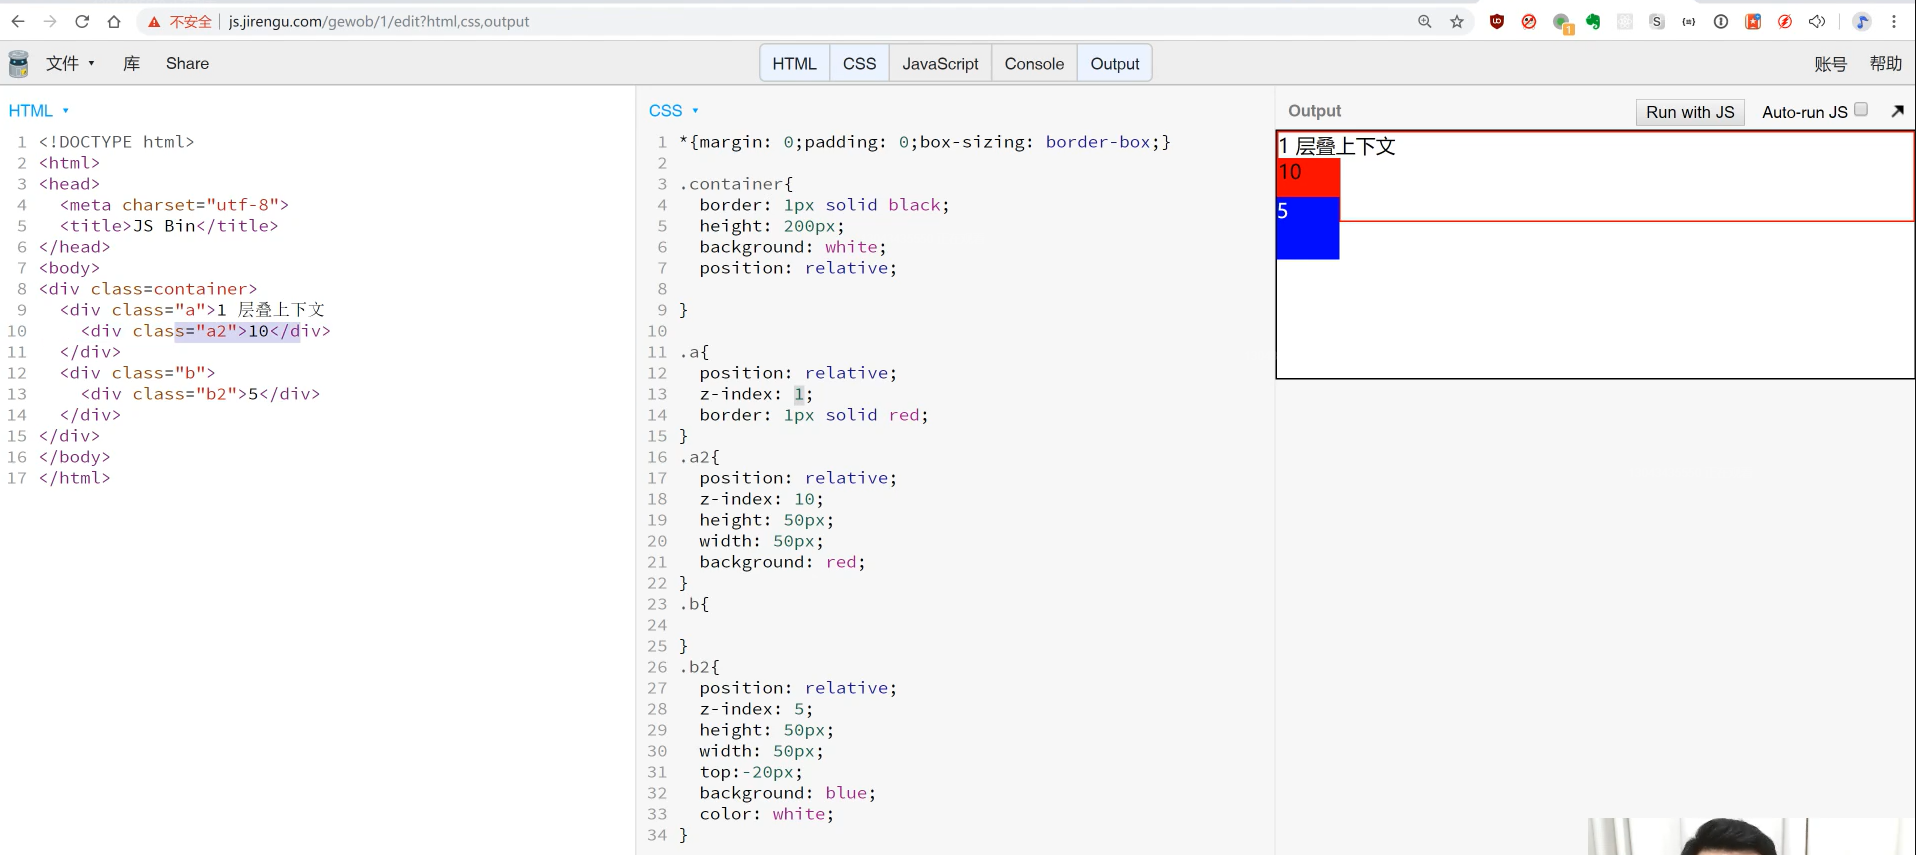 不安全 js.jirengu.com/gewob/1/edit?html,css,output
文件 库 Share HTML CSS JavaScript Console Output 账号 帮助
HTML
1 <!DOCTYPE html>
2 <html>
3 <head>
4 <meta charset="utf-8">
5 <title>JS Bin</title>
6 </head>
7 <body>
8 <div class=container>
9 <div class="a">1 层叠上下文
10 <div class="a2">10</div>
11 </div>
12 <div class="b">
13 <div class="b2">5</div>
14 </div>
15 </div>
16 </body>
17 </html>
CSS
1 *{margin: 0;padding: 0;box-sizing: border-box;}
2
3 .container{
4 border: 1px solid black;
5 height: 200px;
6 background: white;
7 position: relative;
8
9 }
10
11 .a{
12 position: relative;
13 z-index: 1;
14 border: 1px solid red;
15 }
16 .a2{
17 position: relative;
18 z-index: 10;
19 height: 50px;
20 width: 50px;
21 background: red;
22 }
23 .b{
24
25 }
26 .b2{
27 position: relative;
28 z-index: 5;
29 height: 50px;
30 width: 50px;
31 top:-20px;
32 background: blue;
33 color: white;
34 }
Output Run with JS Auto-run JS
1 层叠上下文
10
5